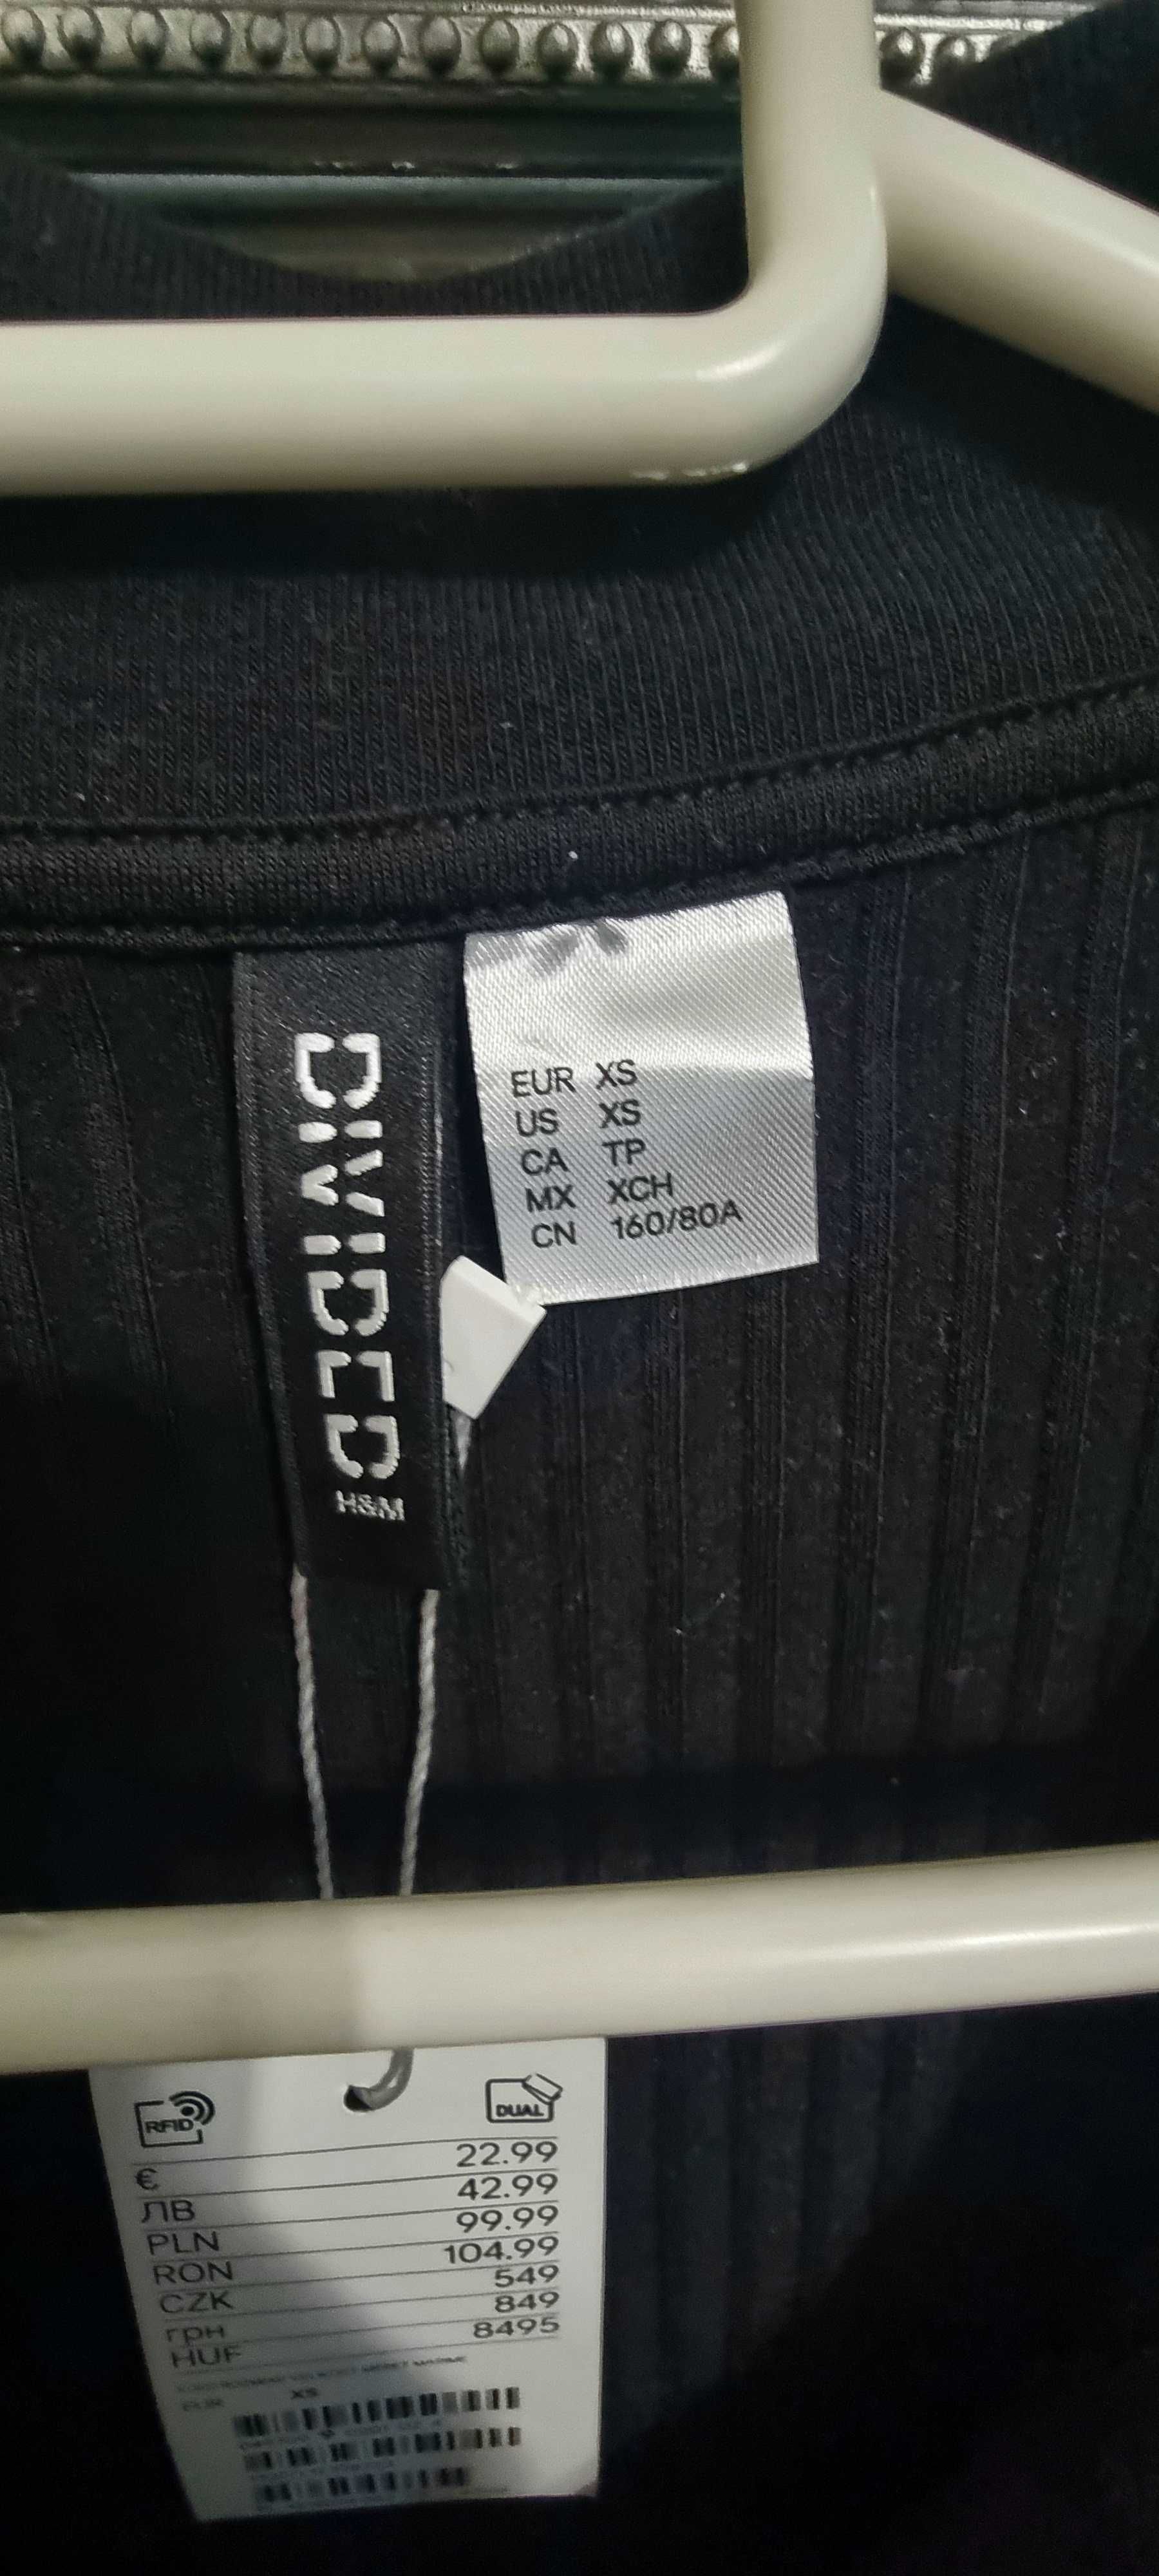 DIVIDED
H&M
EUR XS
US XS
CA TP
MX XCH
CN 160/80A
RFID
DUAL
€ 22.99
ЛВ 42.99
PLN 99.99
RON 104.99
CZK 549
грн 849
HUF 8495
EUR XS